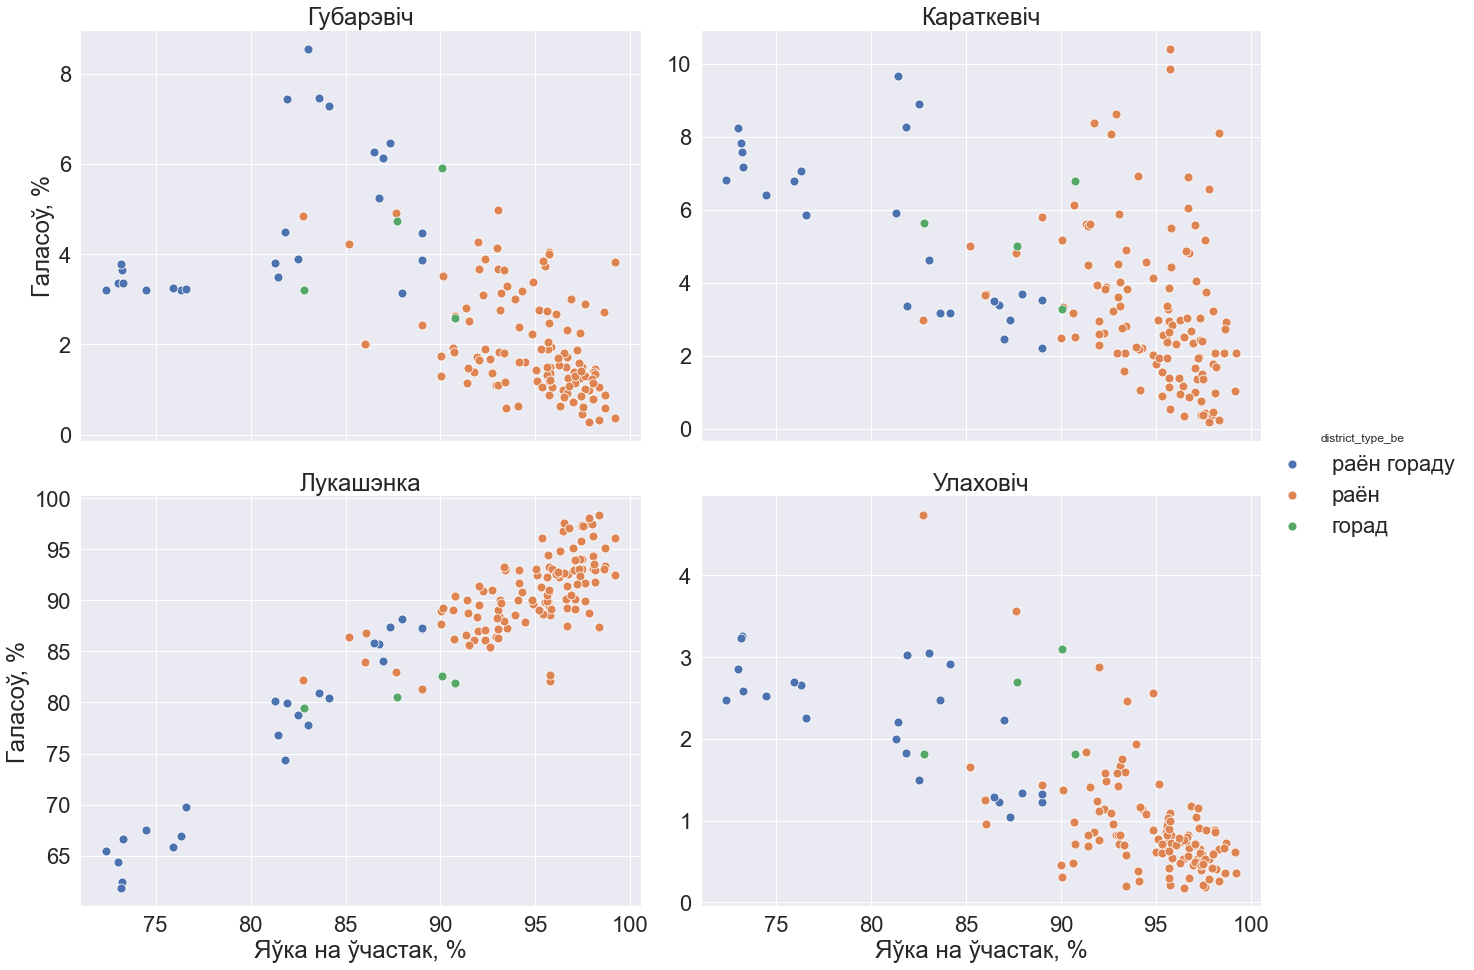 Губарэвіч
Караткевіч
8
6
4
2
0
Галасоў, %
10
8
6
4
2
0
Лукашэнка
Улаховіч
100
95
90
85
80
75
70
65
Галасоў, %
4
3
2
1
0
75 80 85 90 95 100
Яўка на ўчастак, %
75 80 85 90 95 100
Яўка на ўчастак, %
district_type_be
раён гораду
раён
горад